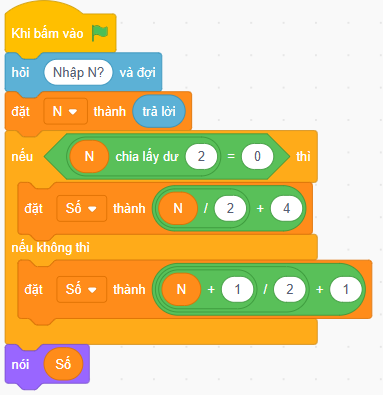 Khi bấm vào
hỏi Nhập N? và đợi
đặt N thành trả lời
nếu N chia lấy dư 2 = 0 thì
đặt Số thành N / 2 + 4
nếu không thì
đặt Số thành N + 1 / 2 + 1
nói Số